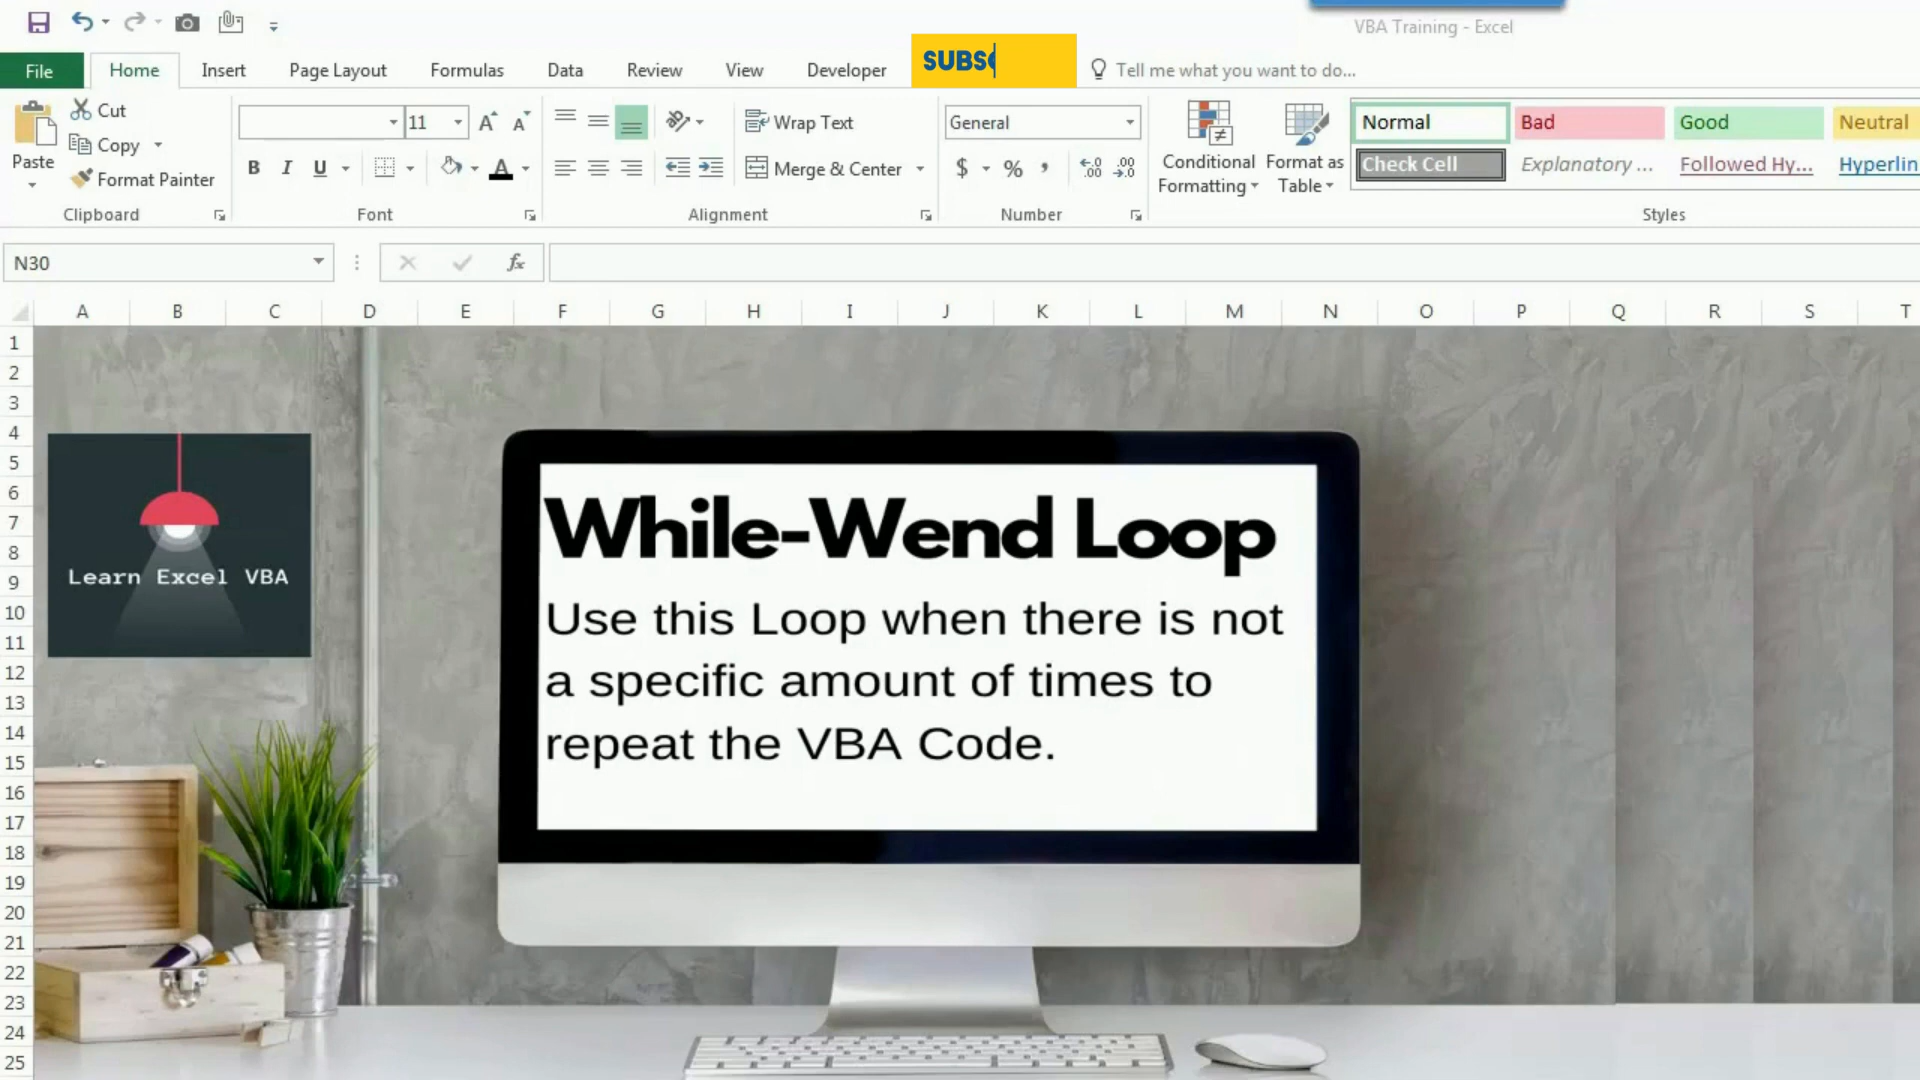 VBA Training - Excel
File Home Insert Page Layout Formulas Data Review View Developer SUBSC Tell me what you want to do...
Cut
Copy
Format Painter
Paste
Clipboard
11
B I U
Font
Wrap Text
Merge & Center
Alignment
General
$ % ,
Number
Conditional Formatting
Format as Table
Normal Bad Good Neutral
Check Cell Explanatory ... Followed Hy... Hyperlin
Styles
N30
fx
A B C D E F G H I J K L M N O P Q R S T
1
2
3
4
5
6
7
8
9
10
11
12
13
14
15
16
17
18
19
20
21
22
23
24
25
Learn Excel VBA
While-Wend Loop
Use this Loop when there is not
a specific amount of times to
repeat the VBA Code.